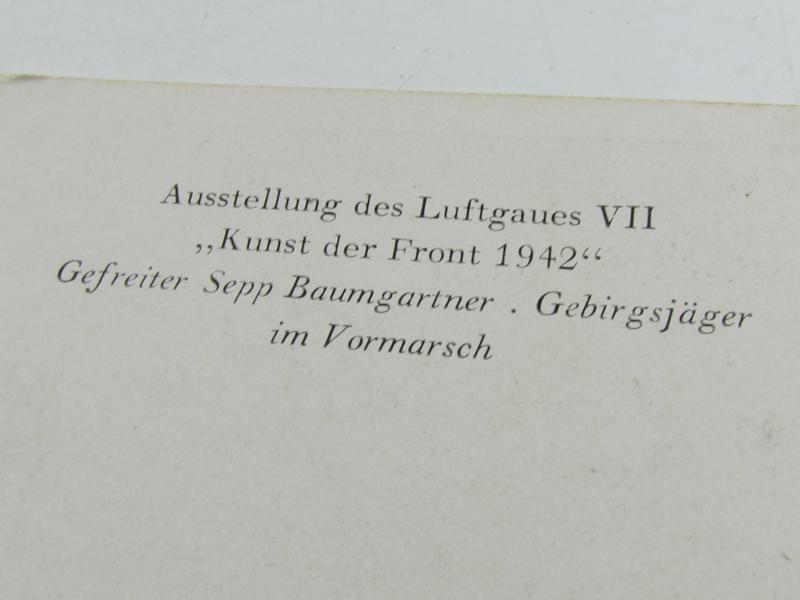 Ausstellung des Luftgaues VII
„Kunst der Front 1942“
Gefreiter Sepp Baumgartner . Gebirgsjäger
im Vormarsch